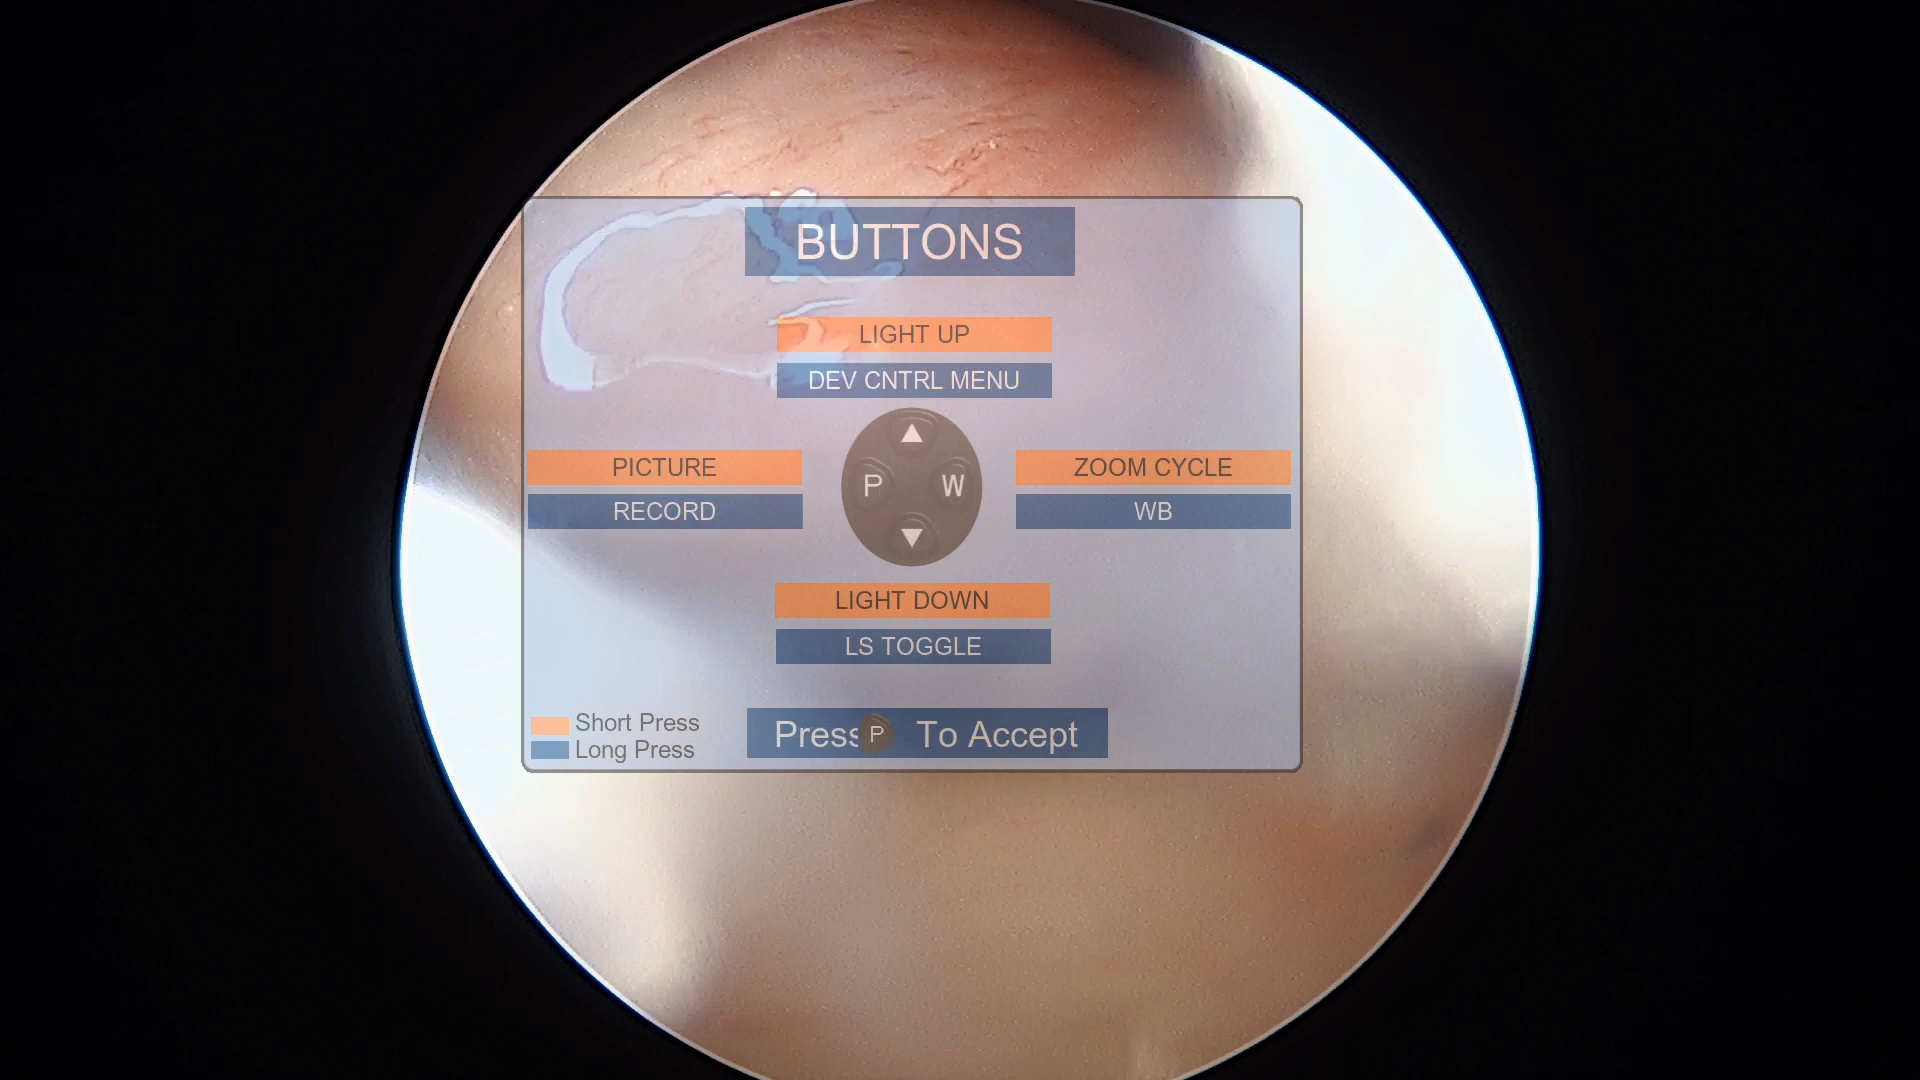 BUTTONS
LIGHT UP
DEV CNTRL MENU
PICTURE
RECORD
▲
P
W
▼
ZOOM CYCLE
WB
LIGHT DOWN
LS TOGGLE
Short Press
Long Press
Press P To Accept